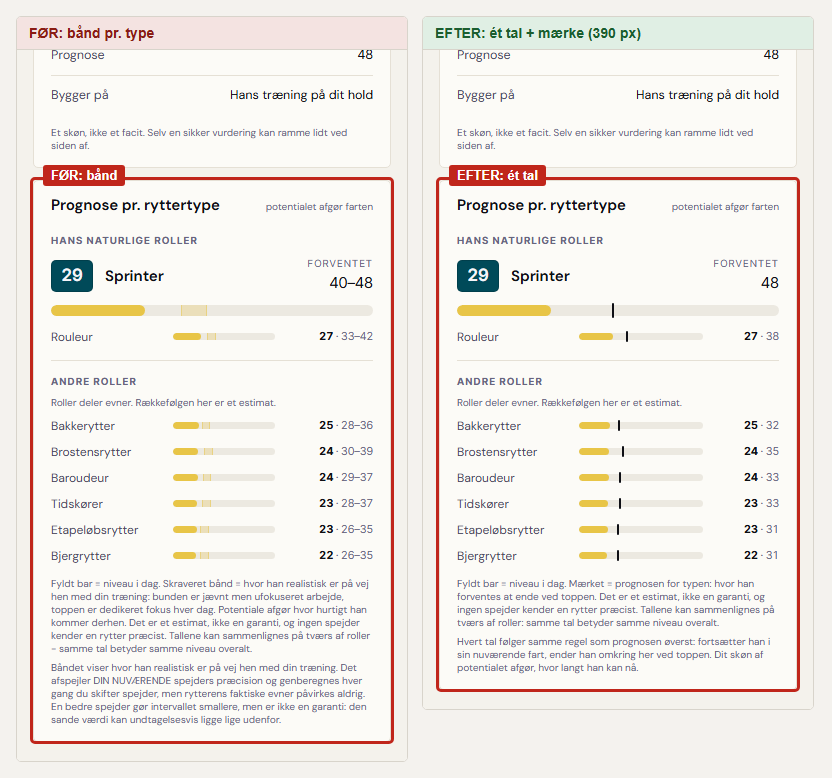 FØR: bånd pr. type
Prognose 48
Bygger på Hans træning på dit hold
Et skøn, ikke et facit. Selv en sikker vurdering kan ramme lidt ved
siden af.
FØR: bånd
Prognose pr. ryttertype potentialet afgør farten
HANS NATURLIGE ROLLER
29 Sprinter FORVENTET
40–48
Rouleur 27 · 33–42
ANDRE ROLLER
Roller deler evner. Rækkefølgen her er et estimat.
Bakkerytter 25 · 28–36
Brostensrytter 24 · 30–39
Baroudeur 24 · 29–37
Tidskører 23 · 28–37
Etapeløbsrytter 23 · 26–35
Bjergrytter 22 · 26–35
Fyldt bar = niveau i dag. Skraveret bånd = hvor han realistisk er på vej
hen med din træning: bunden er jævnt men ufokuseret arbejde,
toppen er dedikeret fokus hver dag. Potentiale afgør hvor hurtigt han
kommer derhen. Det er et estimat, ikke en garanti, og ingen spejder
kender en rytter præcist. Tallene kan sammenlignes på tværs af roller
– samme tal betyder samme niveau overalt.
Båndet viser hvor han realistisk er på vej hen med din træning. Det
afspejler DIN NUVÆRENDE spejders præcision og genberegnes hver
gang du skifter spejder, men rytterens faktiske evner påvirkes aldrig.
En bedre spejder gør intervallet smallere, men er ikke en garanti: den
sande værdi kan undtagelsesvis ligge lige udenfor.
EFTER: ét tal + mærke (390 px)
Prognose 48
Bygger på Hans træning på dit hold
Et skøn, ikke et facit. Selv en sikker vurdering kan ramme lidt ved
siden af.
EFTER: ét tal
Prognose pr. ryttertype potentialet afgør farten
HANS NATURLIGE ROLLER
29 Sprinter FORVENTET
48
Rouleur 27 · 38
ANDRE ROLLER
Roller deler evner. Rækkefølgen her er et estimat.
Bakkerytter 25 · 32
Brostensrytter 24 · 35
Baroudeur 24 · 33
Tidskører 23 · 33
Etapeløbsrytter 23 · 31
Bjergrytter 22 · 31
Fyldt bar = niveau i dag. Mærket = prognosen for typen: hvor han
forventes at ende ved toppen. Det er et estimat, ikke en garanti, og
ingen spejder kender en rytter præcist. Tallene kan sammenlignes på
tværs af roller: samme tal betyder samme niveau overalt.
Hvert tal følger samme regel som prognosen øverst: fortsætter han i
sin nuværende fart, ender han omkring her ved toppen. Dit skøn af
potentialet afgør, hvor langt han kan nå.